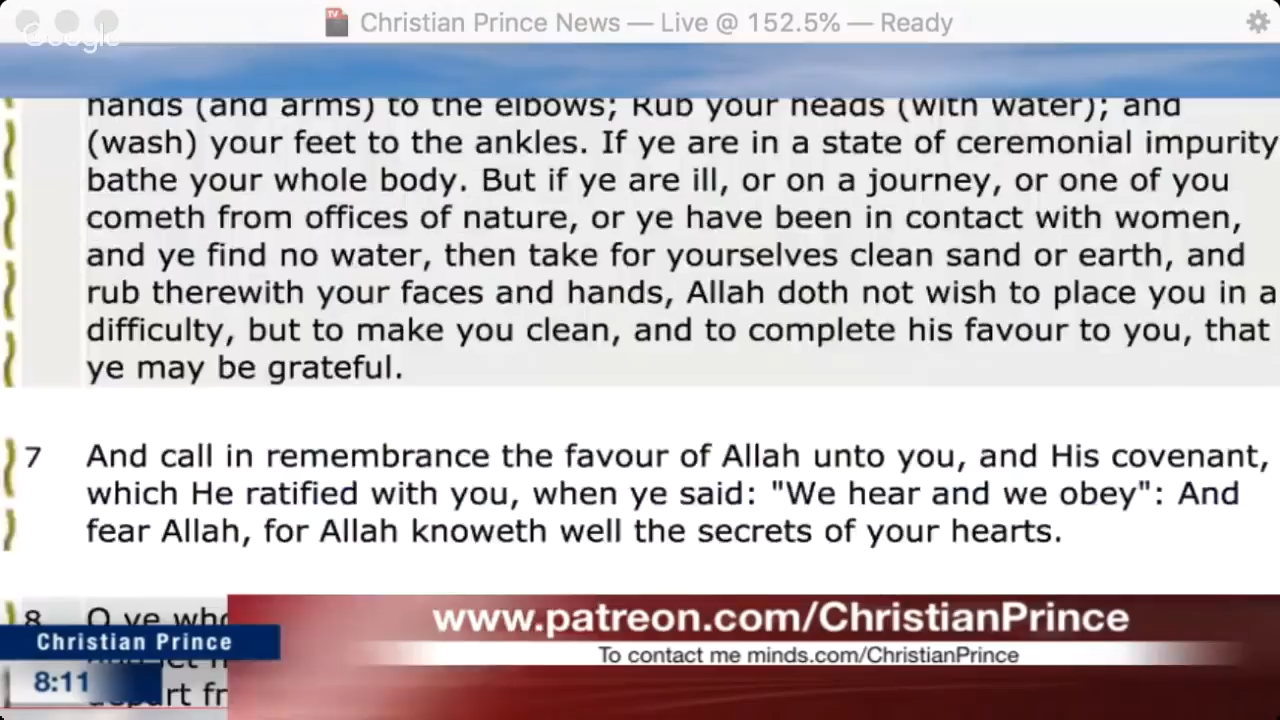 Christian Prince News — Live @ 152.5% — Ready
Google
hands (and arms) to the elbows; Rub your heads (with water); and
(wash) your feet to the ankles. If ye are in a state of ceremonial impurity
bathe your whole body. But if ye are ill, or on a journey, or one of you
cometh from offices of nature, or ye have been in contact with women,
and ye find no water, then take for yourselves clean sand or earth, and
rub therewith your faces and hands, Allah doth not wish to place you in a
difficulty, but to make you clean, and to complete his favour to you, that
ye may be grateful.
7 And call in remembrance the favour of Allah unto you, and His covenant,
which He ratified with you, when ye said: "We hear and we obey": And
fear Allah, for Allah knoweth well the secrets of your hearts.
8 O ye who
www.patreon.com/ChristianPrince
Christian Prince
To contact me minds.com/ChristianPrince
8:11